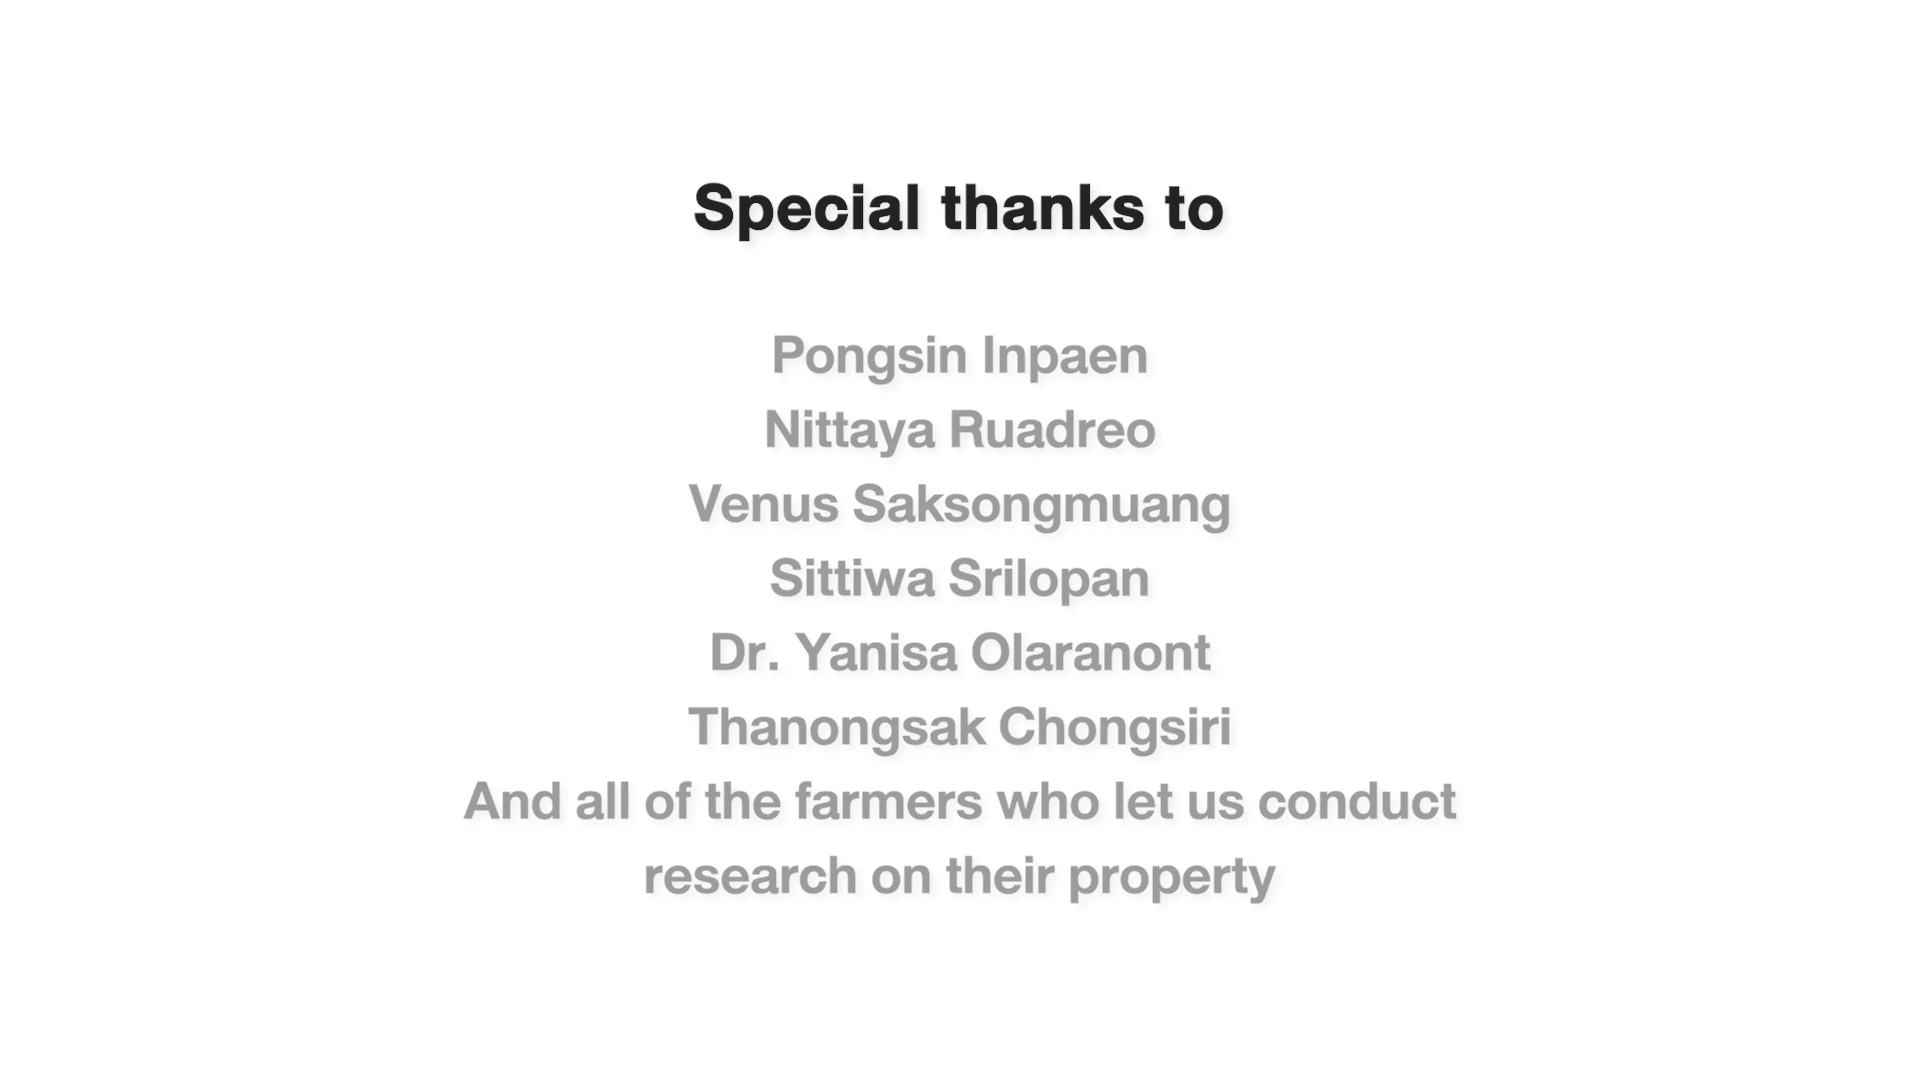 Special thanks to
Pongsin Inpaen
Nittaya Ruadreo
Venus Saksongmuang
Sittiwa Srilopan
Dr. Yanisa Olaranont
Thanongsak Chongsiri
And all of the farmers who let us conduct
research on their property